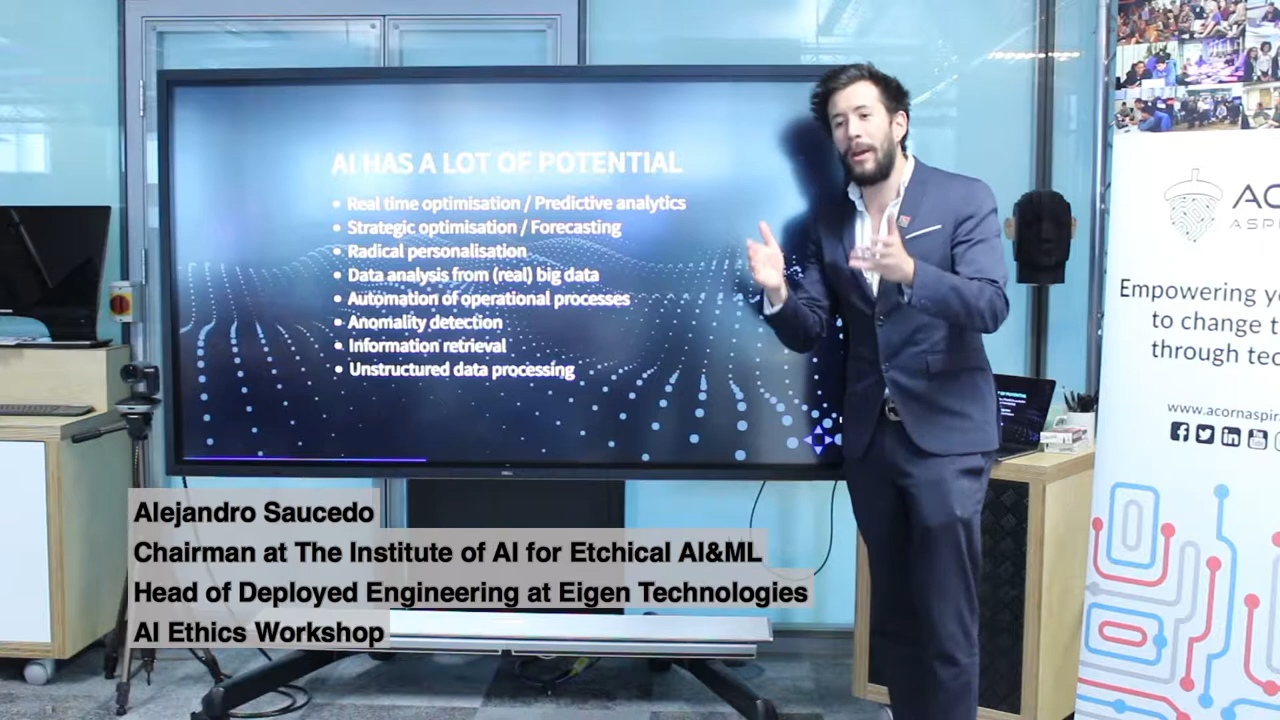 AI HAS A LOT OF POTENTIAL
• Real time optimisation / Predictive analytics
• Strategic optimisation / Forecasting
• Radical personalisation
• Data analysis from (real) big data
• Automation of operational processes
• Anomality detection
• Information retrieval
• Unstructured data processing
Alejandro Saucedo
Chairman at The Institute of AI for Etchical AI&ML
Head of Deployed Engineering at Eigen Technologies
AI Ethics Workshop
Empowering
to change
through